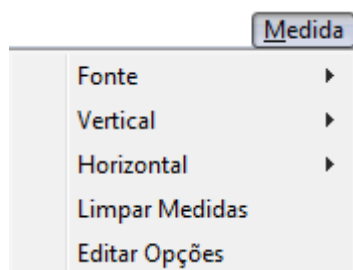 Medida
Fonte
Vertical
Horizontal
Limpar Medidas
Editar Opções